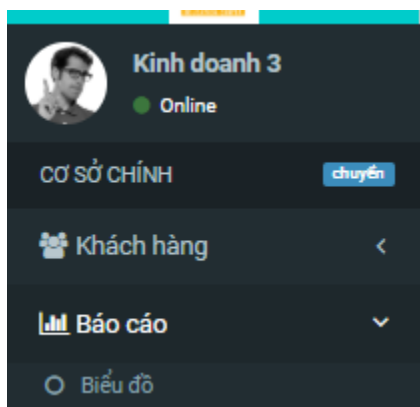 Kinh doanh 3
Online
CƠ SỞ CHÍNH
chuyển
Khách hàng
Báo cáo
Biểu đồ